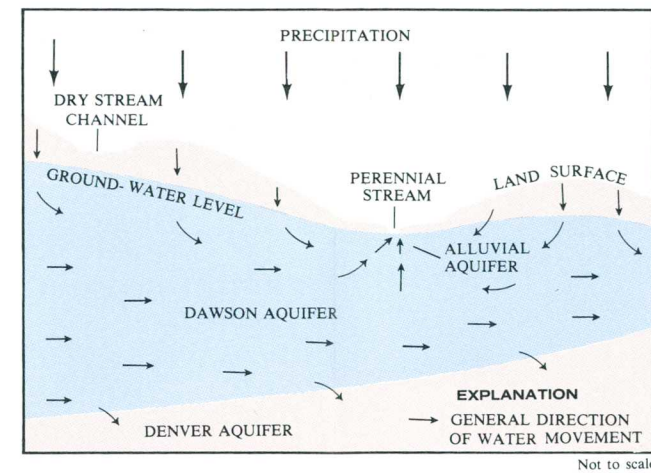 PRECIPITATION
DRY STREAM
CHANNEL
GROUND-WATER LEVEL
PERENNIAL
STREAM
LAND SURFACE
ALLUVIAL
AQUIFER
DAWSON AQUIFER
DENVER AQUIFER
EXPLANATION
GENERAL DIRECTION
OF WATER MOVEMENT
Not to scale